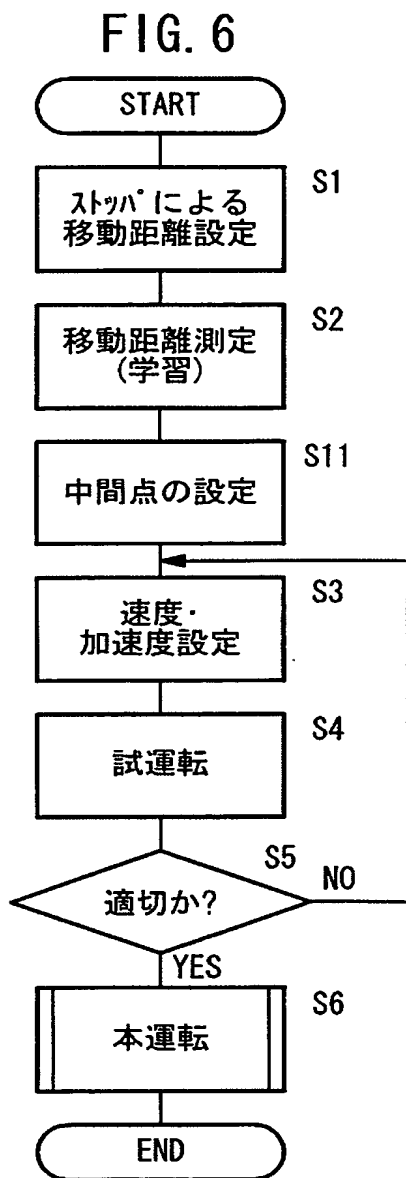 FIG. 6
START
S1
ｽﾄｯﾊﾟによる
移動距離設定
S2
移動距離測定
(学習)
S11
中間点の設定
S3
速度・
加速度設定
S4
試運転
S5
適切か?
NO
YES
S6
本運転
END